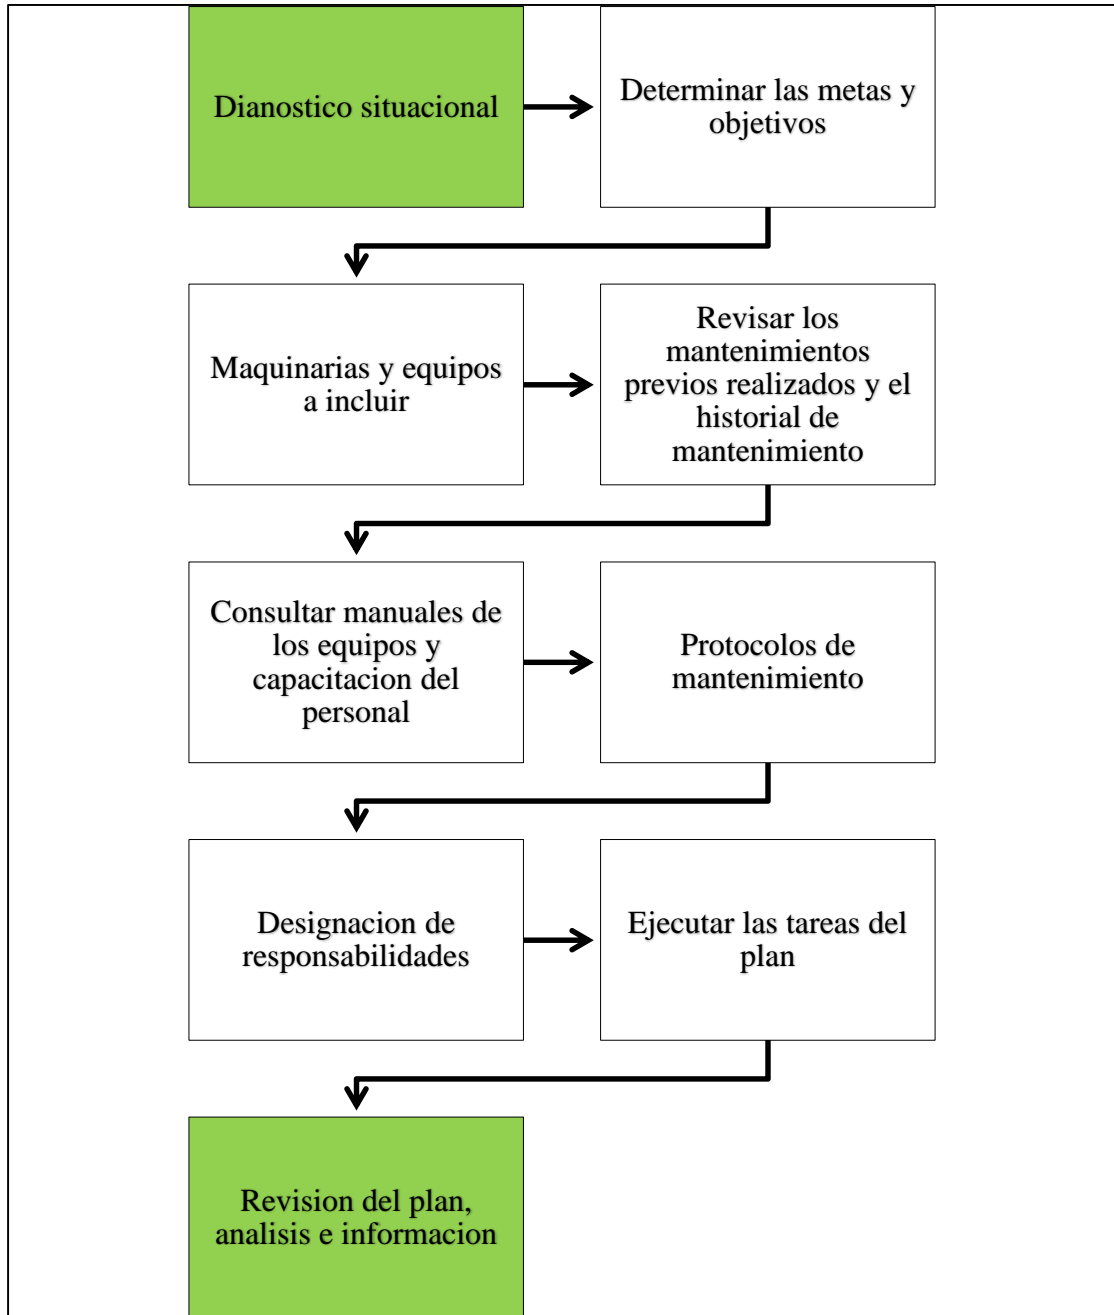 Dianostico situacional
Determinar las metas y
objetivos
Maquinarias y equipos
a incluir
Revisar los
mantenimientos
previos realizados y el
historial de
mantenimiento
Consultar manuales de
los equipos y
capacitacion del
personal
Protocolos de
mantenimiento
Designacion de
responsabilidades
Ejecutar las tareas del
plan
Revision del plan,
analisis e informacion